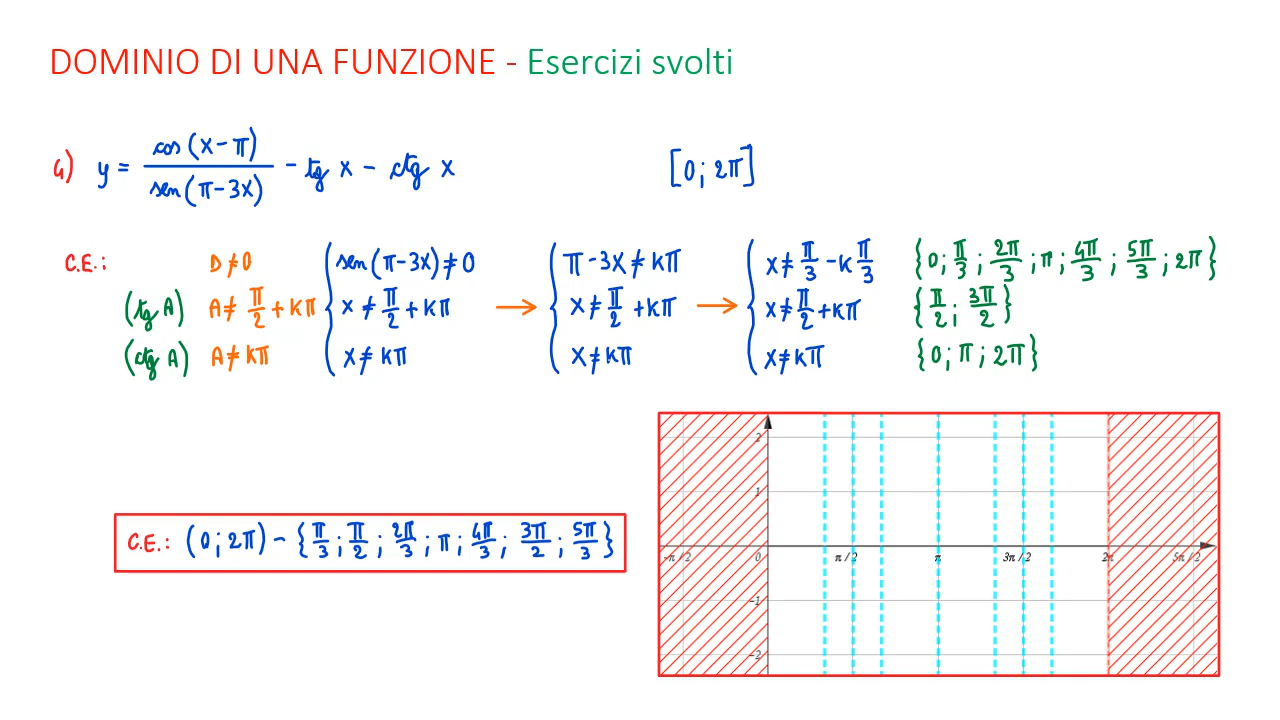 DOMINIO DI UNA FUNZIONE - Esercizi svolti
4) y = cos(x-π)/sen(π-3x) - tg x - ctg x [0; 2π]
C.E.: D≠0 { sen(π-3x)≠0 { π-3x≠kπ { x≠π/3-kπ/3 {0; π/3; 2π/3; π; 4π/3; 5π/3; 2π}
(tg A) A≠π/2+kπ x≠π/2+kπ → x≠π/2+kπ → x≠π/2+kπ {π/2; 3π/2}
(ctg A) A≠kπ x≠kπ x≠kπ x≠kπ {0; π; 2π}
2
1
C.E.: (0; 2π) - {π/3; π/2; 2π/3; π; 4π/3; 3π/2; 5π/3}
-π/2 0 π/2 π 3π/2 2π 5π/2
-1
-2